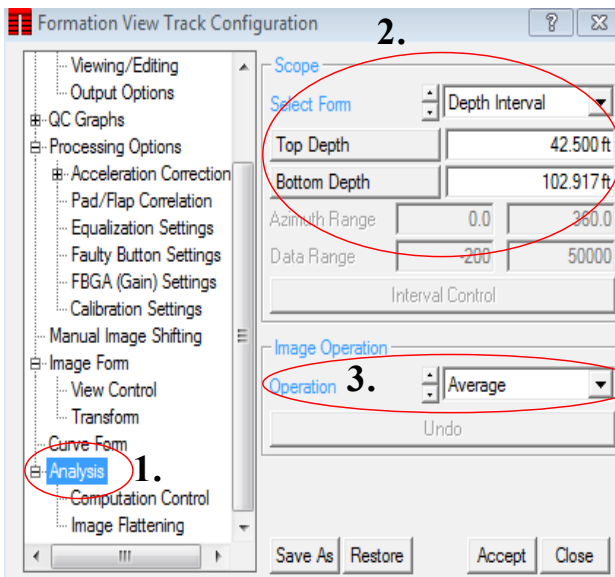 Formation View Track Configuration
2.
Viewing/Editing
Output Options
QC Graphs
Processing Options
Acceleration Correction
Pad/Flap Correlation
Equalization Settings
Faulty Button Settings
FBGA (Gain) Settings
Calibration Settings
Manual Image Shifting
Image Form
View Control
Transform
Curve Form
Analysis 1.
Computation Control
Image Flattening
Scope
Select Form Depth Interval
Top Depth 42.500 ft
Bottom Depth 102.917 ft
Azimuth Range 0.0 360.0
Data Range -200 50000
Interval Control
Image Operation
Operation 3. Average
Undo
Save As Restore Accept Close